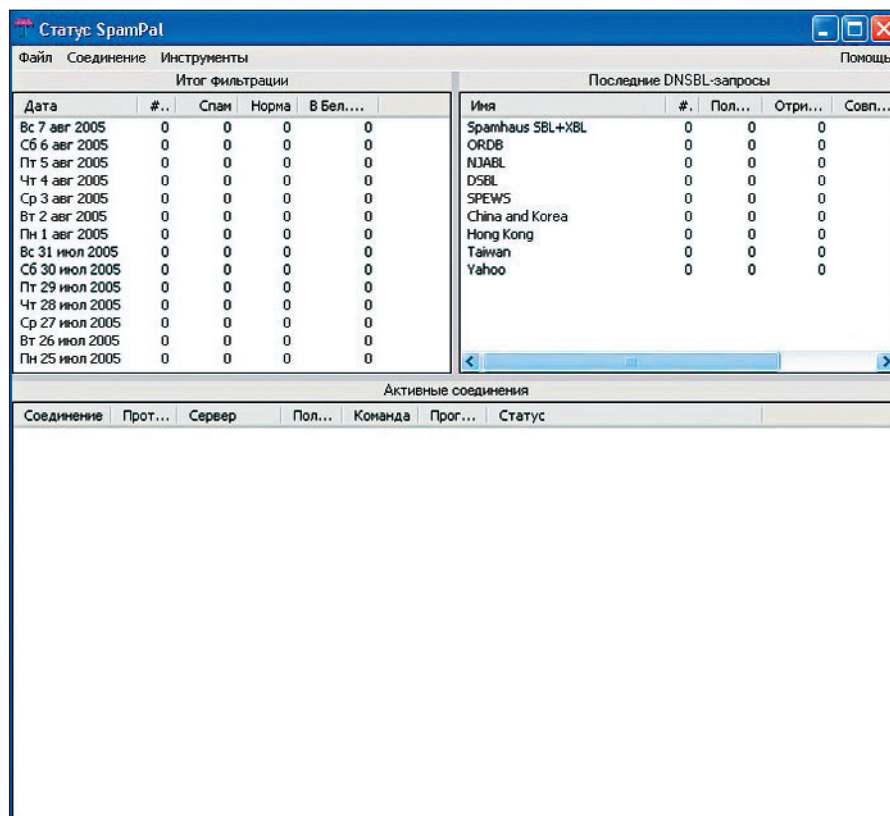 Статус SpamPal
Файл Соединение Инструменты Помощь
Итог фильтрации
Дата #.. Спам Норма В Бел....
Вс 7 авг 2005 0 0 0 0
Сб 6 авг 2005 0 0 0 0
Пт 5 авг 2005 0 0 0 0
Чт 4 авг 2005 0 0 0 0
Ср 3 авг 2005 0 0 0 0
Вт 2 авг 2005 0 0 0 0
Пн 1 авг 2005 0 0 0 0
Вс 31 июл 2005 0 0 0 0
Сб 30 июл 2005 0 0 0 0
Пт 29 июл 2005 0 0 0 0
Чт 28 июл 2005 0 0 0 0
Ср 27 июл 2005 0 0 0 0
Вт 26 июл 2005 0 0 0 0
Пн 25 июл 2005 0 0 0 0
Последние DNSBL-запросы
Имя #. Пол... Отри... Совп...
Spamhaus SBL+XBL 0 0 0
ORDB 0 0 0
NJABL 0 0 0
DSBL 0 0 0
SPEWS 0 0 0
China and Korea 0 0 0
Hong Kong 0 0 0
Taiwan 0 0 0
Yahoo 0 0 0
Активные соединения
Соединение Прот... Сервер Пол... Команда Прог... Статус